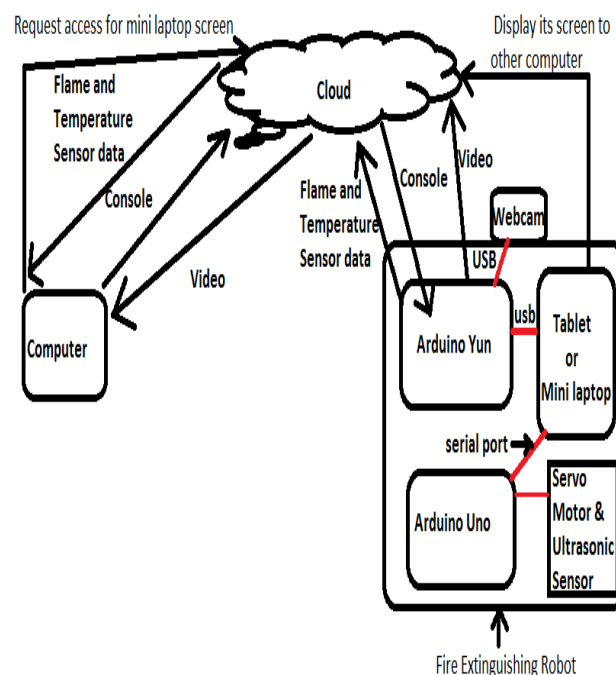 Request access for mini laptop screen
Display its screen to
other computer
Cloud
Flame and
Temperature
Sensor data
Console
Video
Flame and
Temperature
Sensor data
Console
Video
Webcam
USB
Computer
Arduino Yun
usb
Tablet
or
Mini laptop
serial port
Arduino Uno
Servo
Motor &
Ultrasonic
Sensor
Fire Extinguishing Robot